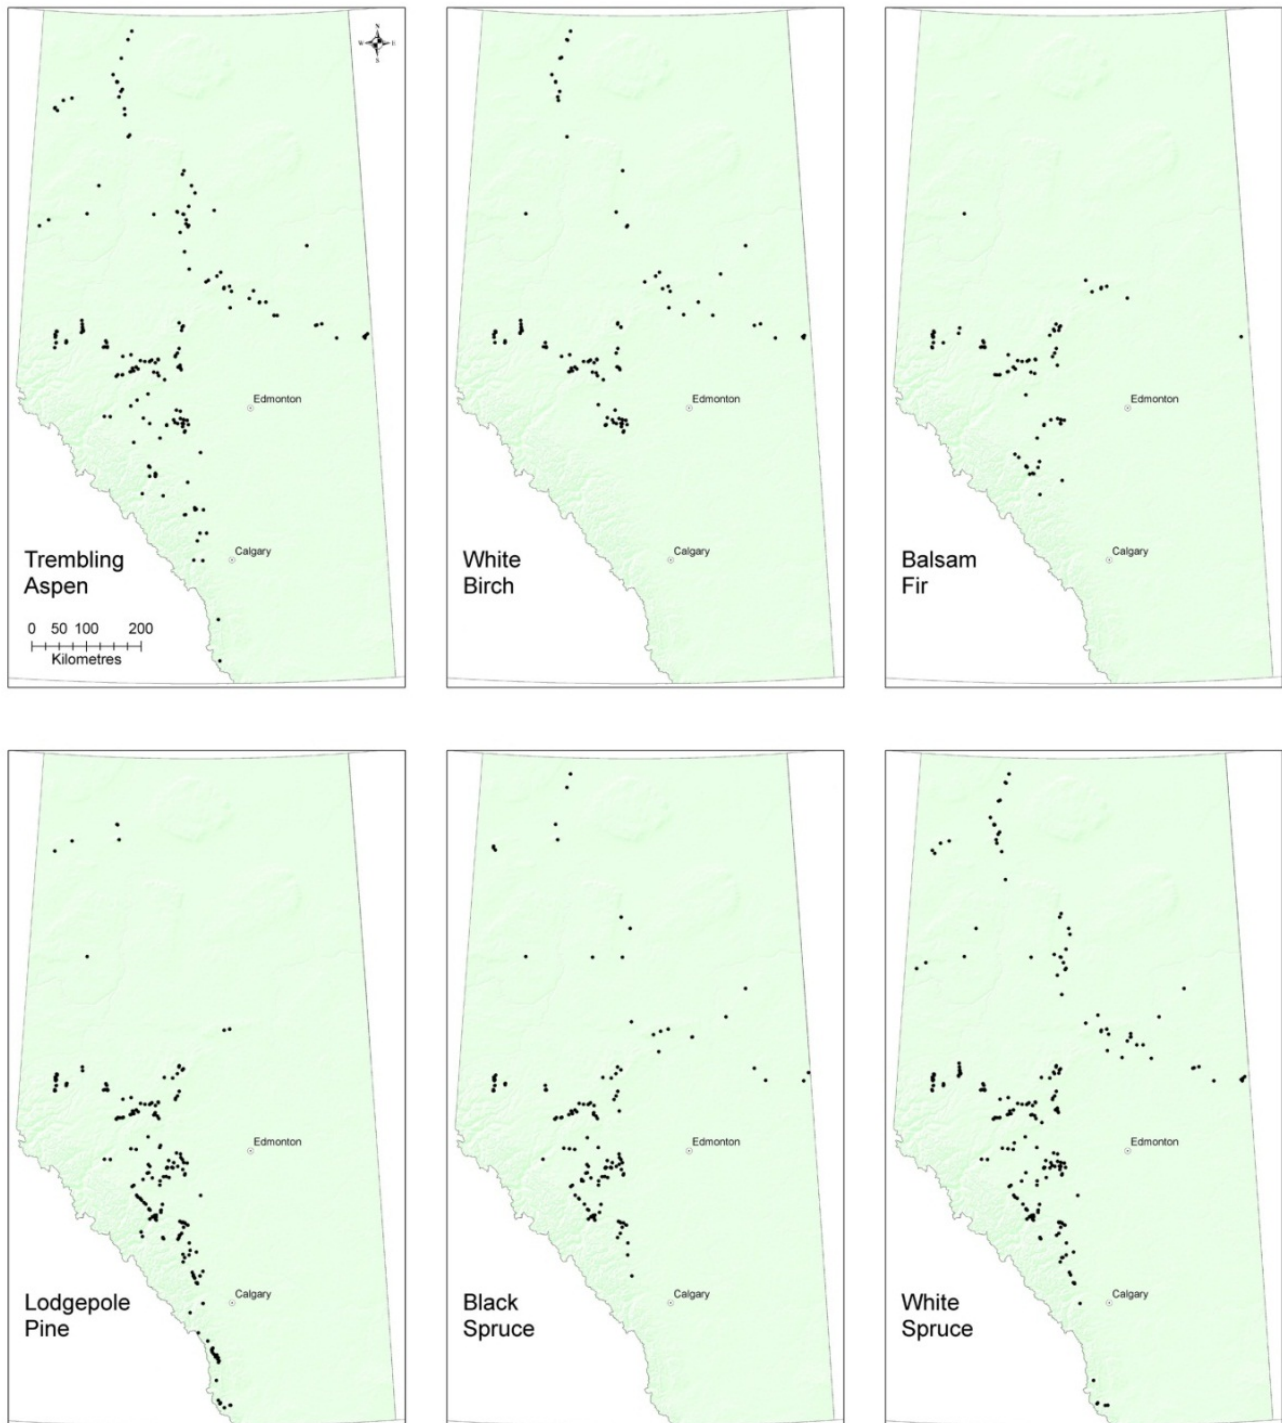 N
W E
S
Edmonton
Calgary
Trembling
Aspen
0 50 100 200
Kilometres
Edmonton
Calgary
White
Birch
Edmonton
Calgary
Balsam
Fir
Edmonton
Calgary
Lodgepole
Pine
Edmonton
Calgary
Black
Spruce
Edmonton
Calgary
White
Spruce